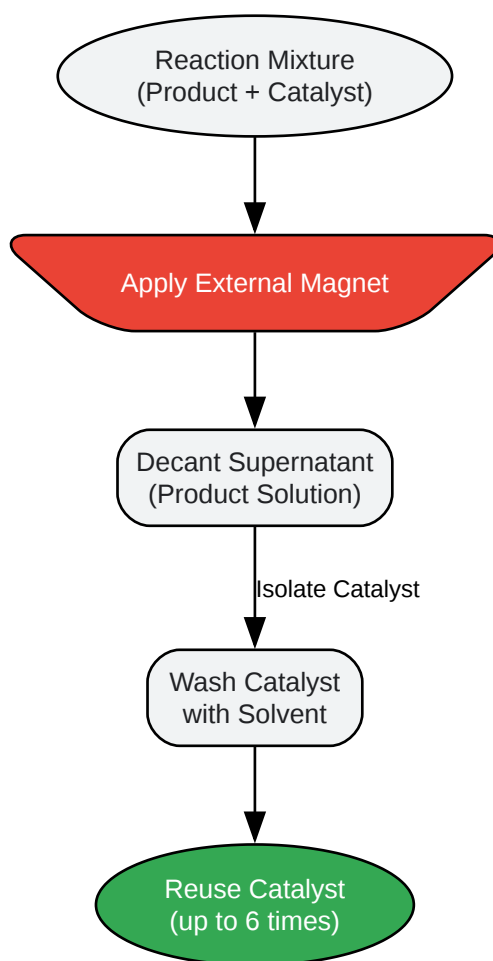 Reaction Mixture
(Product + Catalyst)
Apply External Magnet
Decant Supernatant
(Product Solution)
Isolate Catalyst
Wash Catalyst
with Solvent
Reuse Catalyst
(up to 6 times)